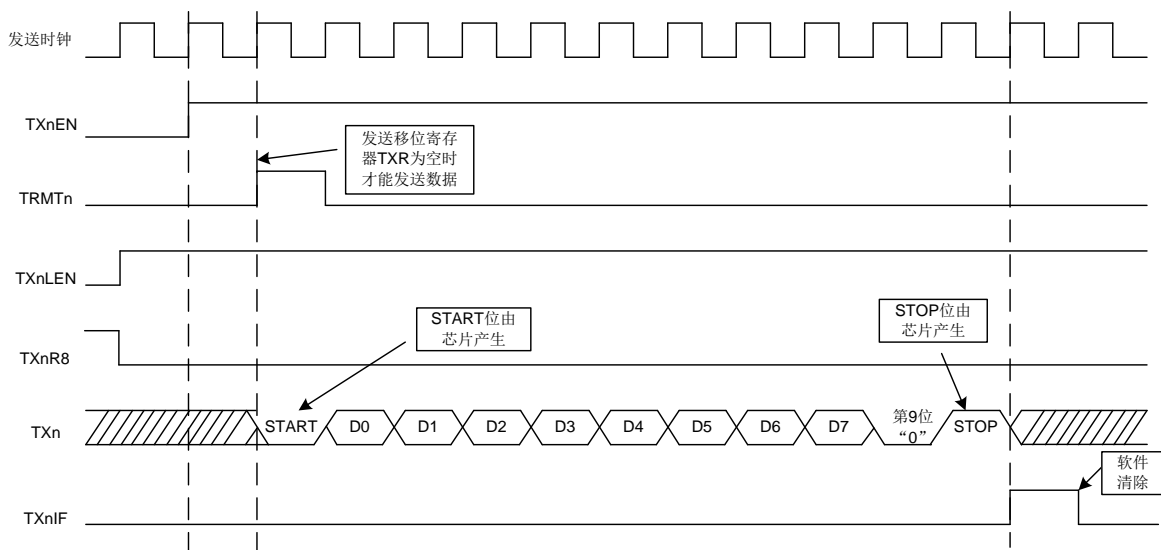 发送时钟
TXnEN
发送移位寄存
器TXR为空时
才能发送数据
TRMTn
TXnLEN
START位由
芯片产生
STOP位由
芯片产生
TXnR8
TXn
START
D0
D1
D2
D3
D4
D5
D6
D7
第9位
“0”
STOP
软件
清除
TXnIF